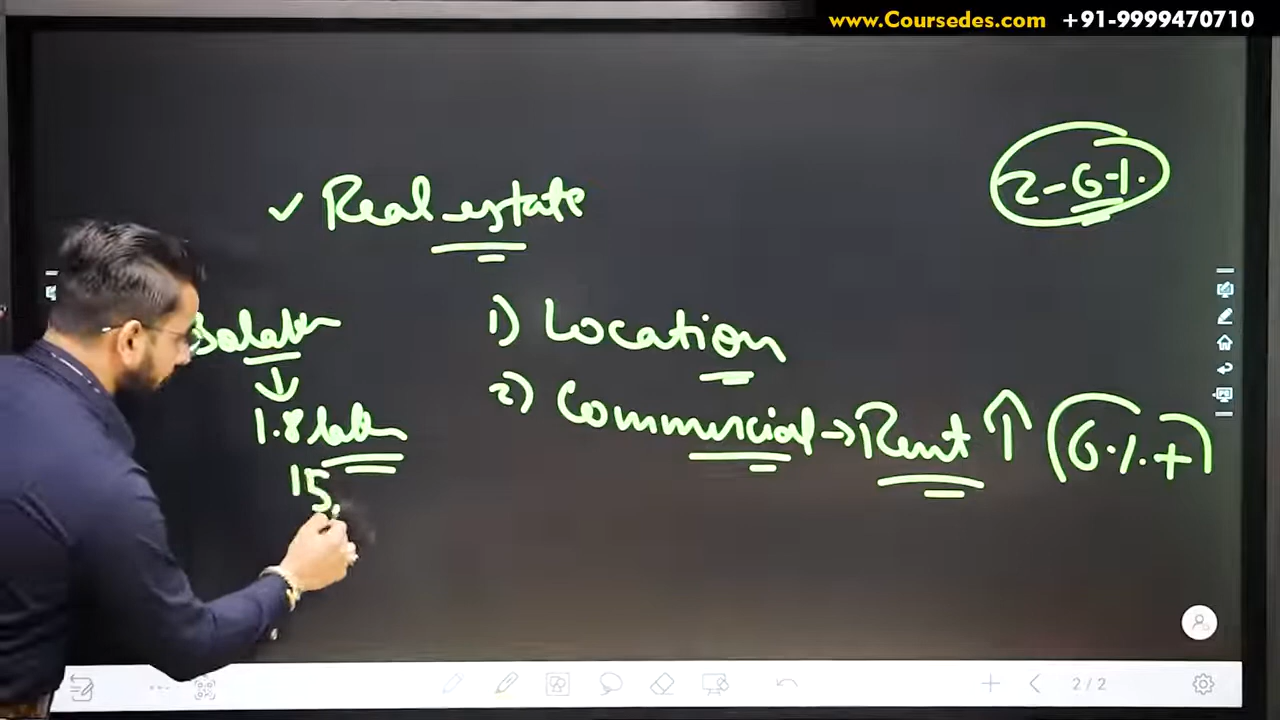 www.Coursedes.com +91-9999470710
2-6%.
✓ Real estate
1) Location
2) Commercial → Rent ↑ (6%+)
↓
1.8 lakh
15,
2 / 2